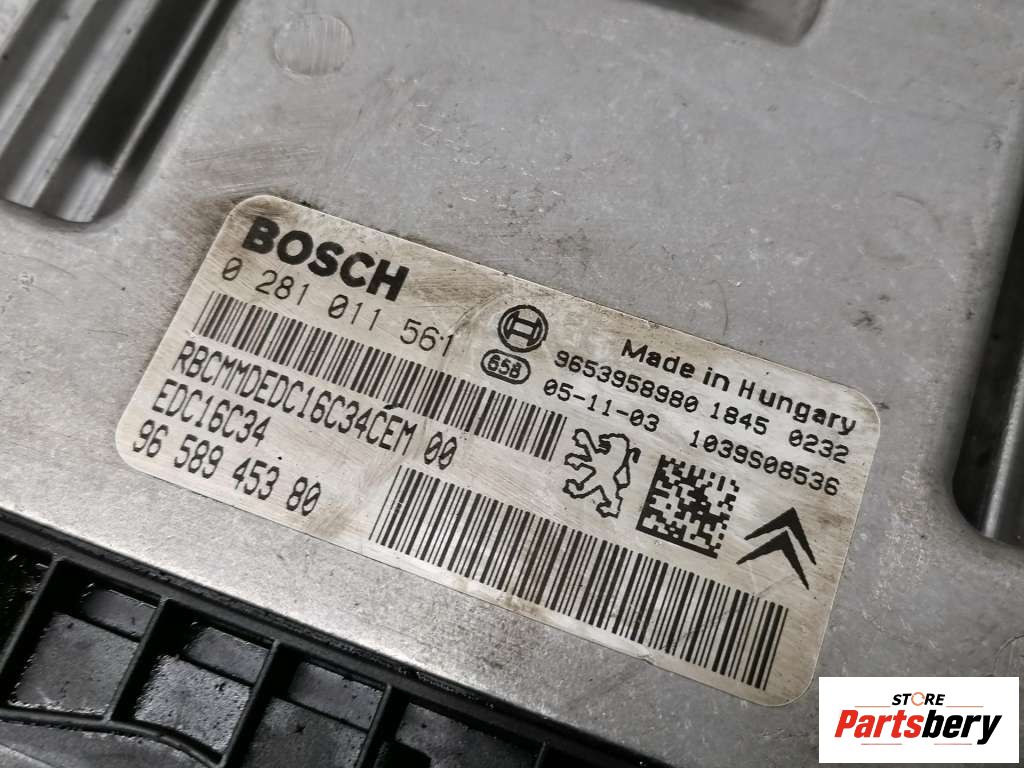 BOSCH
0 281 011 561
RBCMMDEDC16C34CEM 00
EDC16C34
96 589 453 80
Made in Hungary
9653958980 1845 0232
658
05-11-03 1039S08536
STORE
Partsbery